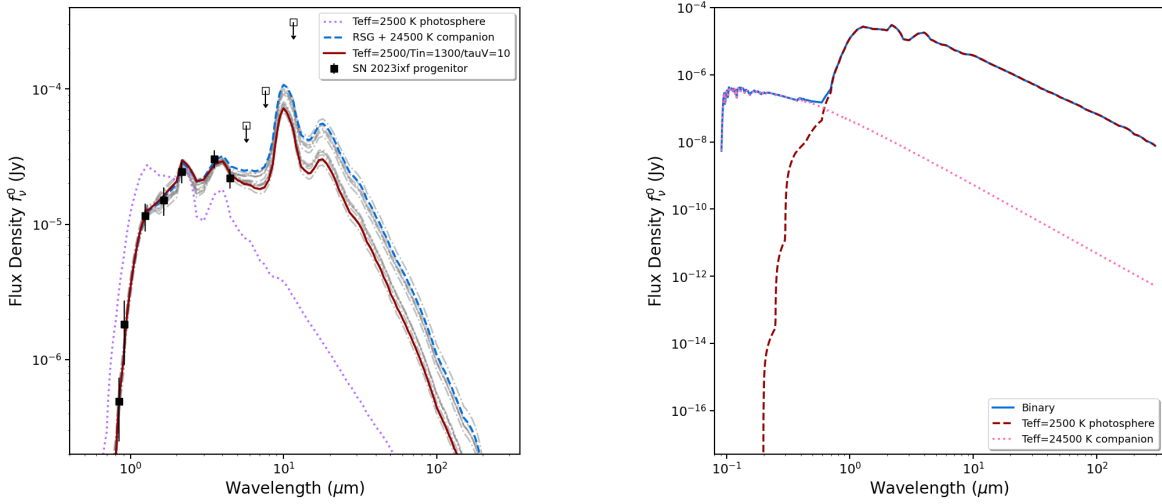 Teff=2500 K photosphere
RSG + 24500 K companion
Teff=2500/Tin=1300/tauV=10
SN 2023ixf progenitor
10⁻⁴
10⁻⁵
10⁻⁶
Flux Density f⁰ᵥ (Jy)
10⁰
10¹
10²
Wavelength (μm)
10⁻⁴
10⁻⁶
10⁻⁸
10⁻¹⁰
10⁻¹²
10⁻¹⁴
10⁻¹⁶
Flux Density f⁰ᵥ (Jy)
Binary
Teff=2500 K photosphere
Teff=24500 K companion
10⁻¹
10⁰
10¹
10²
Wavelength (μm)